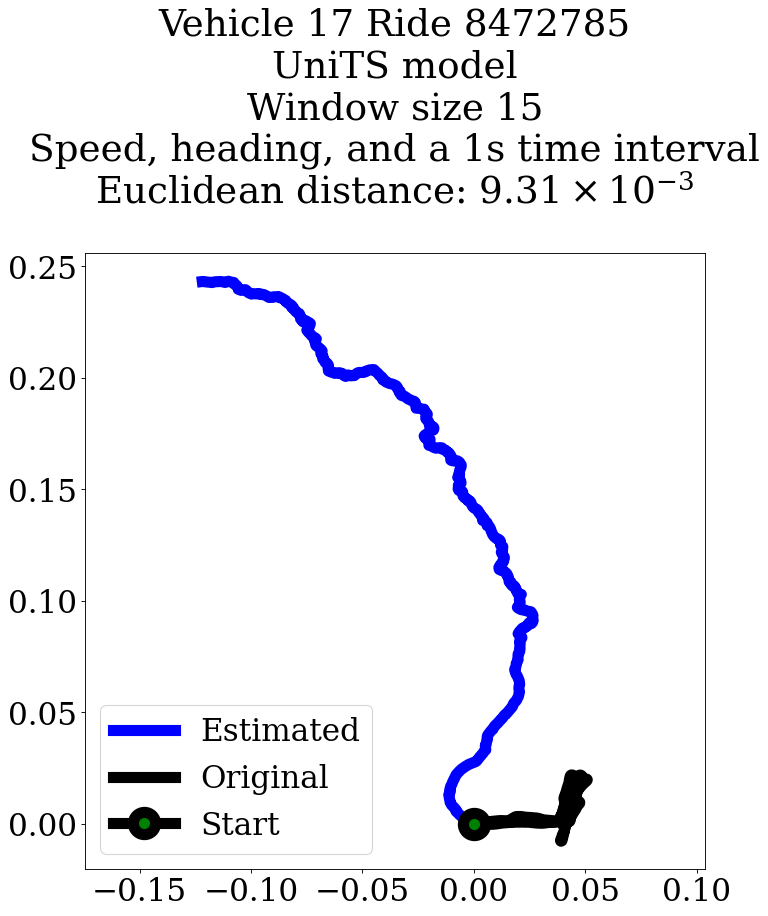 Vehicle 17 Ride 8472785
UniTS model
Window size 15
Speed, heading, and a 1s time interval
Euclidean distance: 9.31 × 10⁻³
0.25
0.20
0.15
0.10
0.05
0.00
Estimated
Original
Start
−0.15 −0.10 −0.05 0.00 0.05 0.10